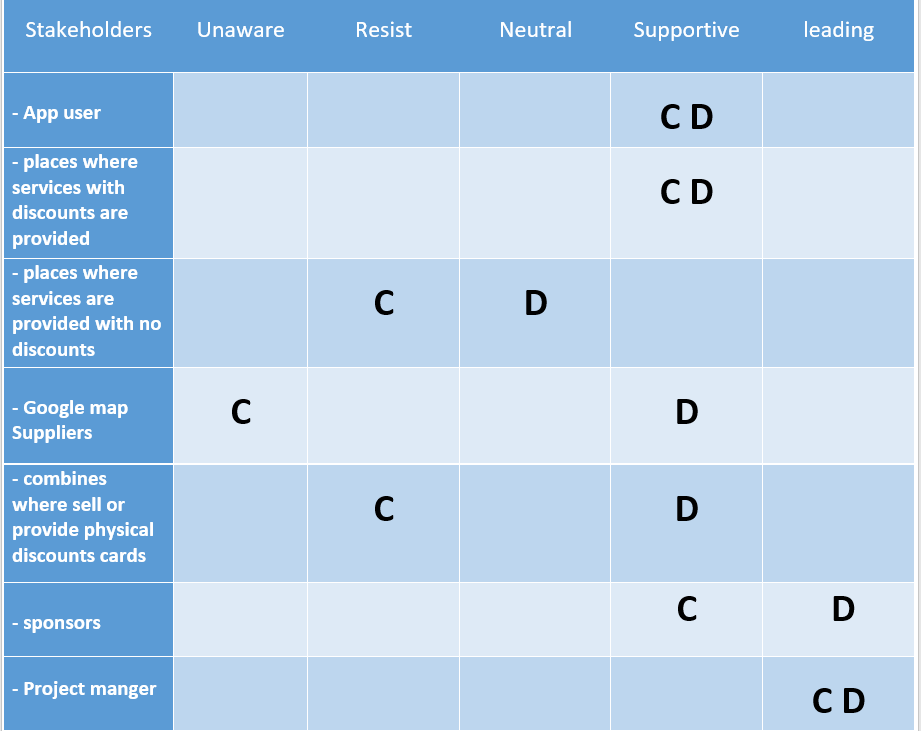 Stakeholders Unaware Resist Neutral Supportive leading
- App user
C D
- places where
services with
discounts are
provided
C D
- places where
services are
provided with no
discounts
C D
- Google map
Suppliers
C D
- combines
where sell or
provide physical
discounts cards
C D
- sponsors
C D
- Project manger
C D